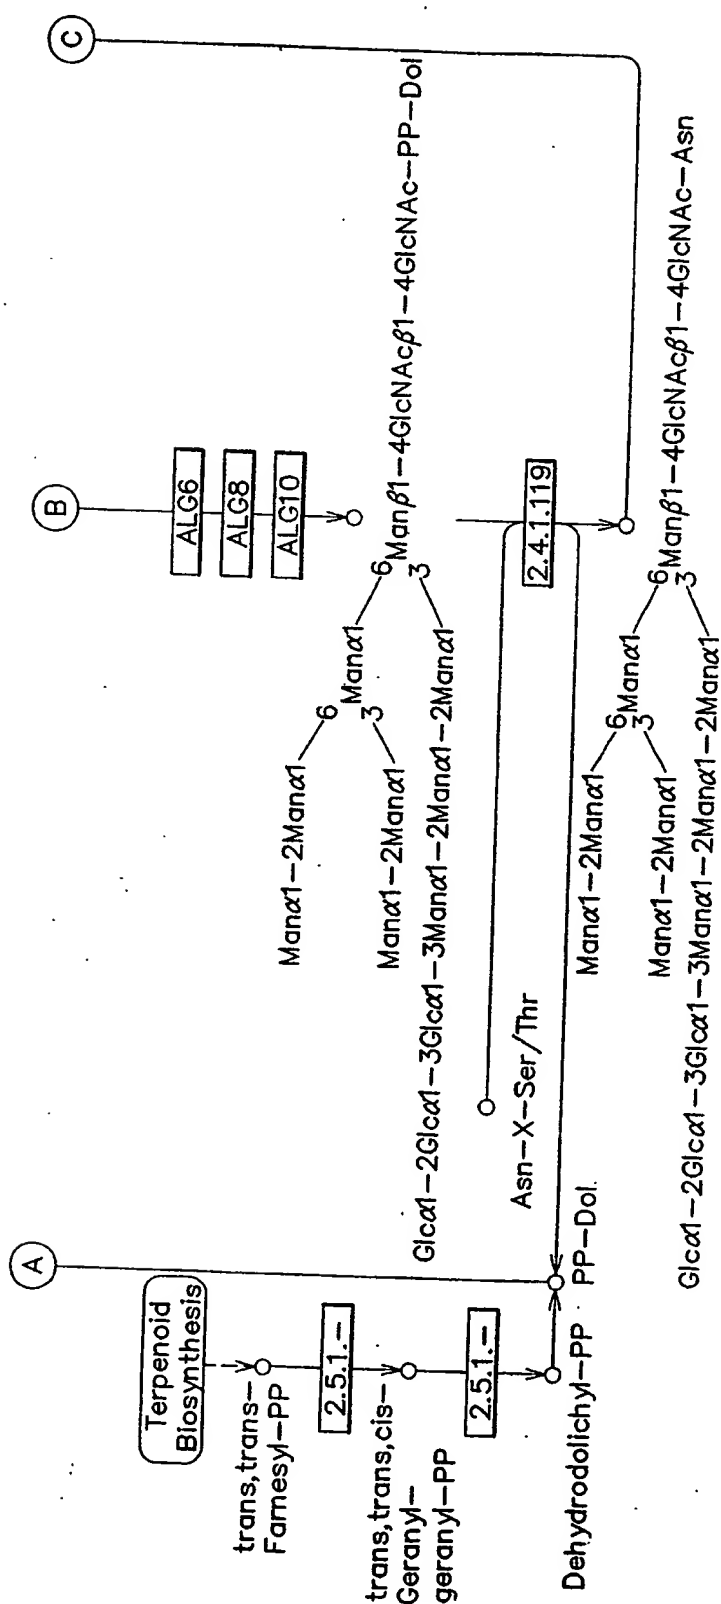 A
B
C
Terpenoid
Biosynthesis
trans,trans-
Farnesyl-PP
2.5.1.-
trans,trans,cis-
Geranyl-
geranyl-PP
2.5.1.-
Dehydrodolichyl-PP
PP-Dol.
ALG6
ALG8
ALG10
Manα1-2Manα1
6
Manα1
3
Manα1-2Manα1
6
Manβ1-4GlcNAcβ1-4GlcNAc-PP-Dol
3
Glcα1-2Glcα1-3Glcα1-3Manα1-2Manα1-2Manα1
Asn-X-Ser/Thr
2.4.1.119
Manα1-2Manα1
6
Manα1
3
Manα1-2Manα1
6
Manβ1-4GlcNAcβ1-4GlcNAc-Asn
3
Glcα1-2Glcα1-3Glcα1-3Manα1-2Manα1-2Manα1